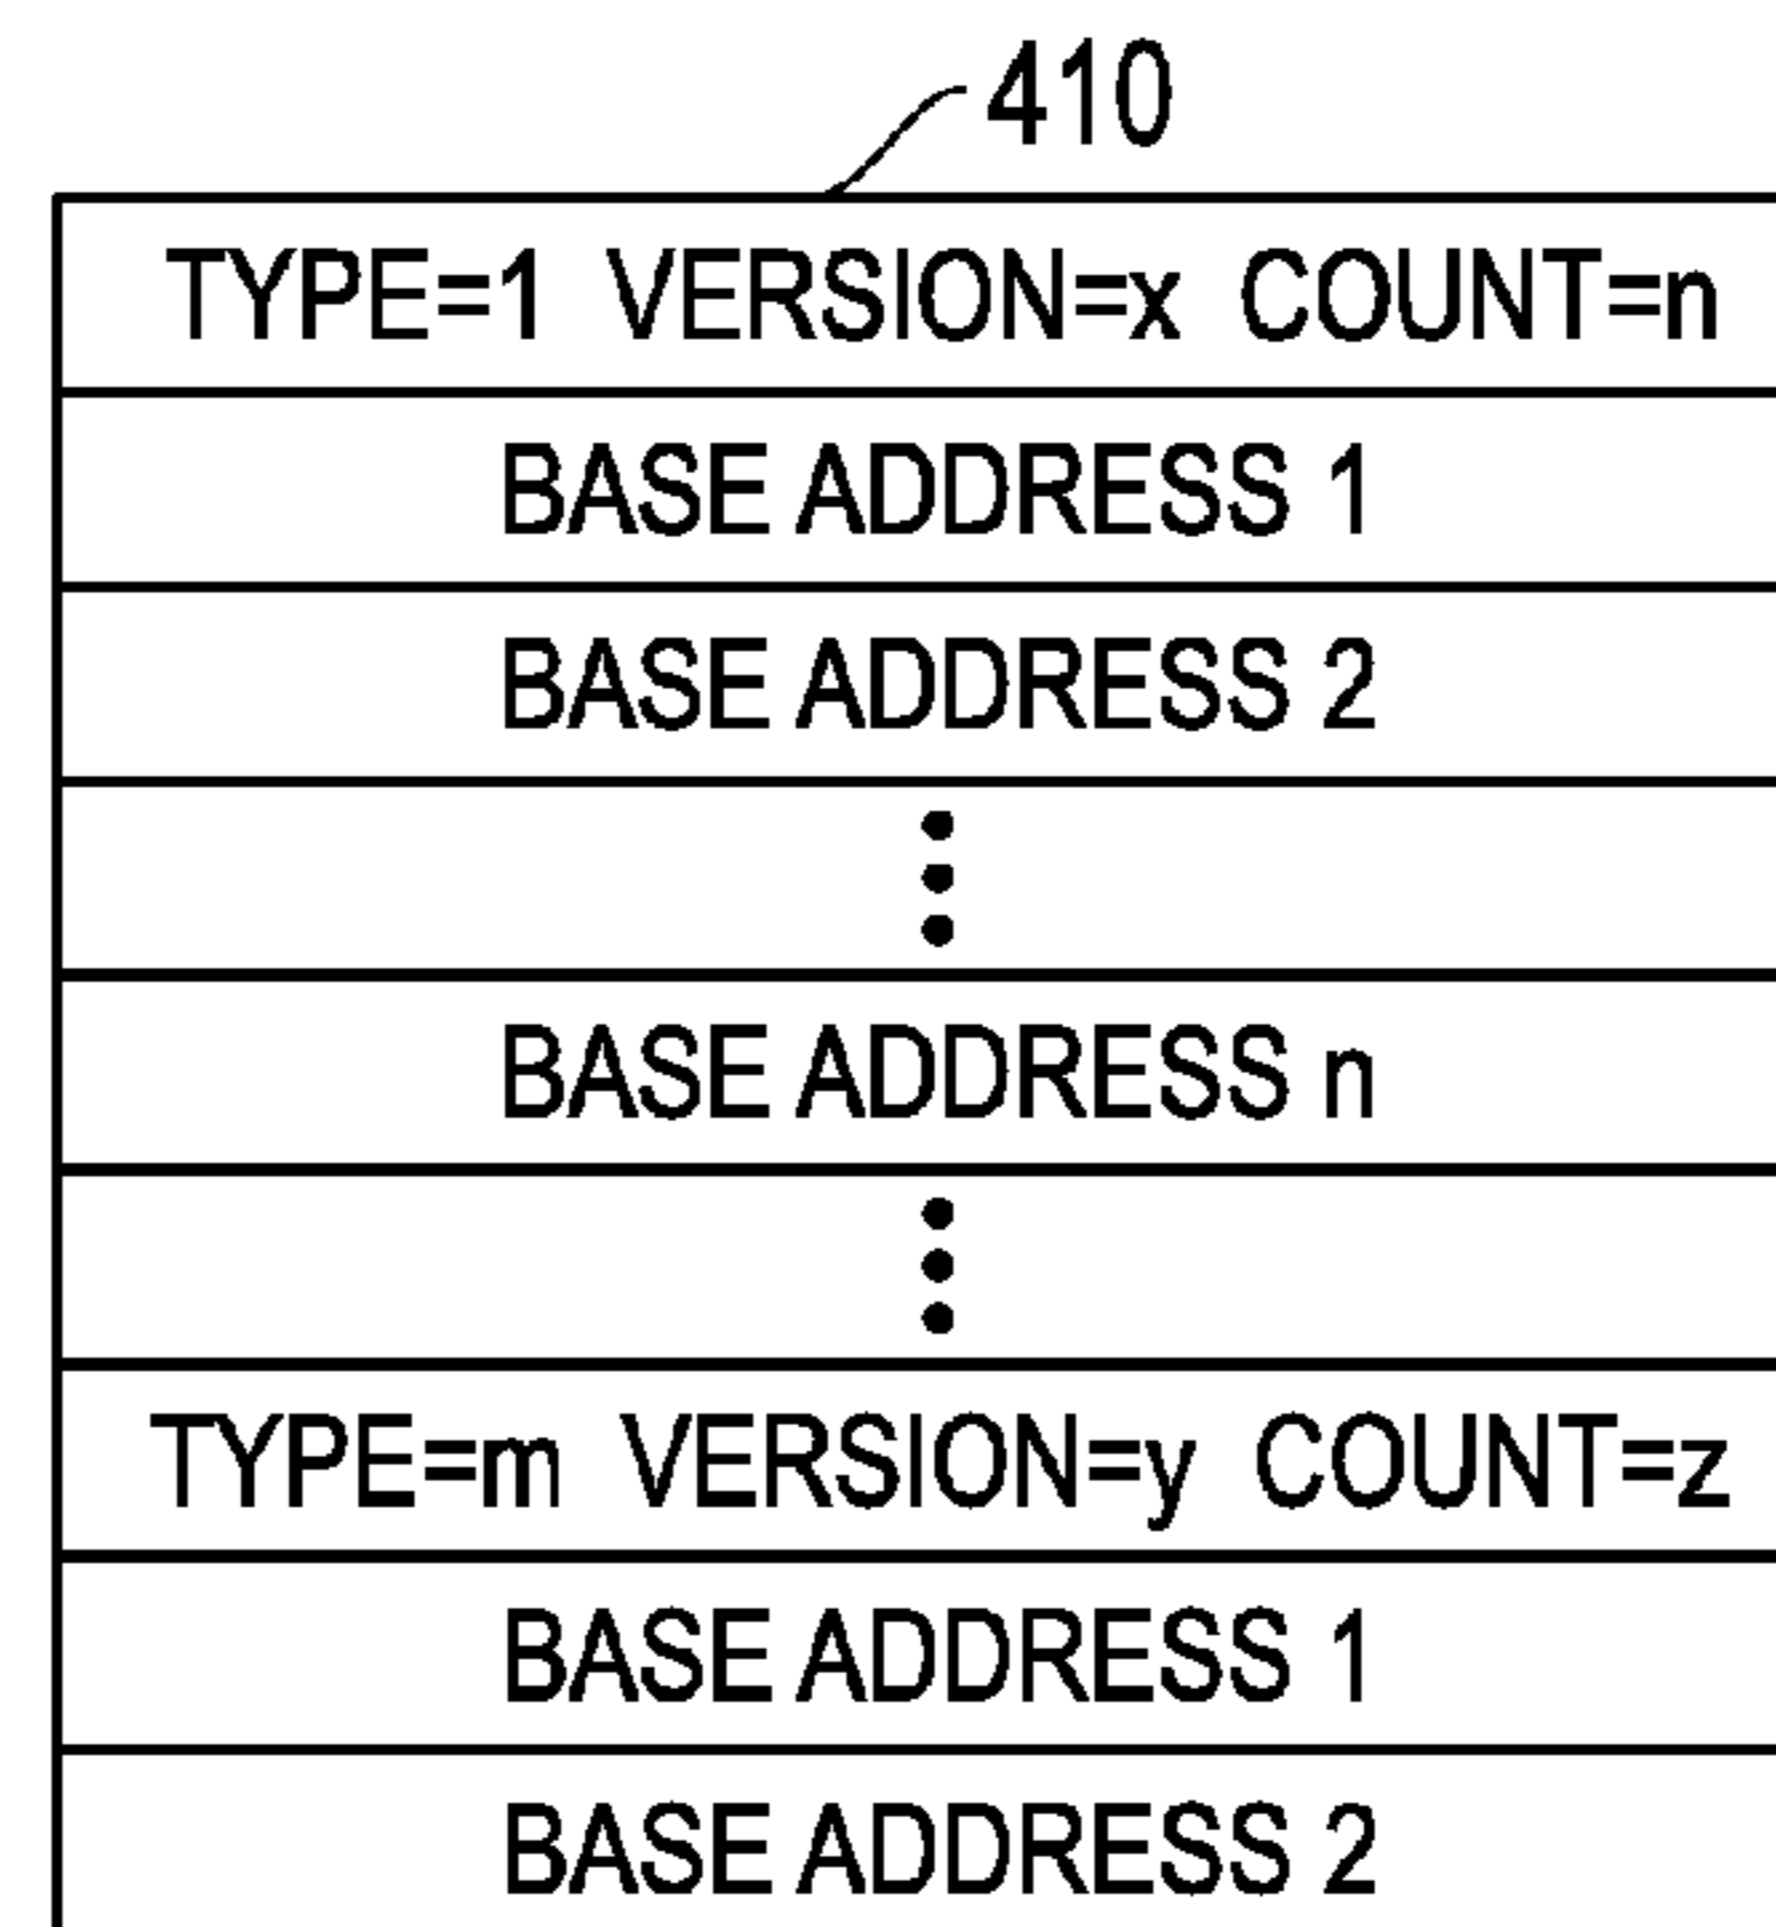 410
TYPE=1 VERSION=x COUNT=n
BASE ADDRESS 1
BASE ADDRESS 2
BASE ADDRESS n
TYPE=m VERSION=y COUNT=z
BASE ADDRESS 1
BASE ADDRESS 2